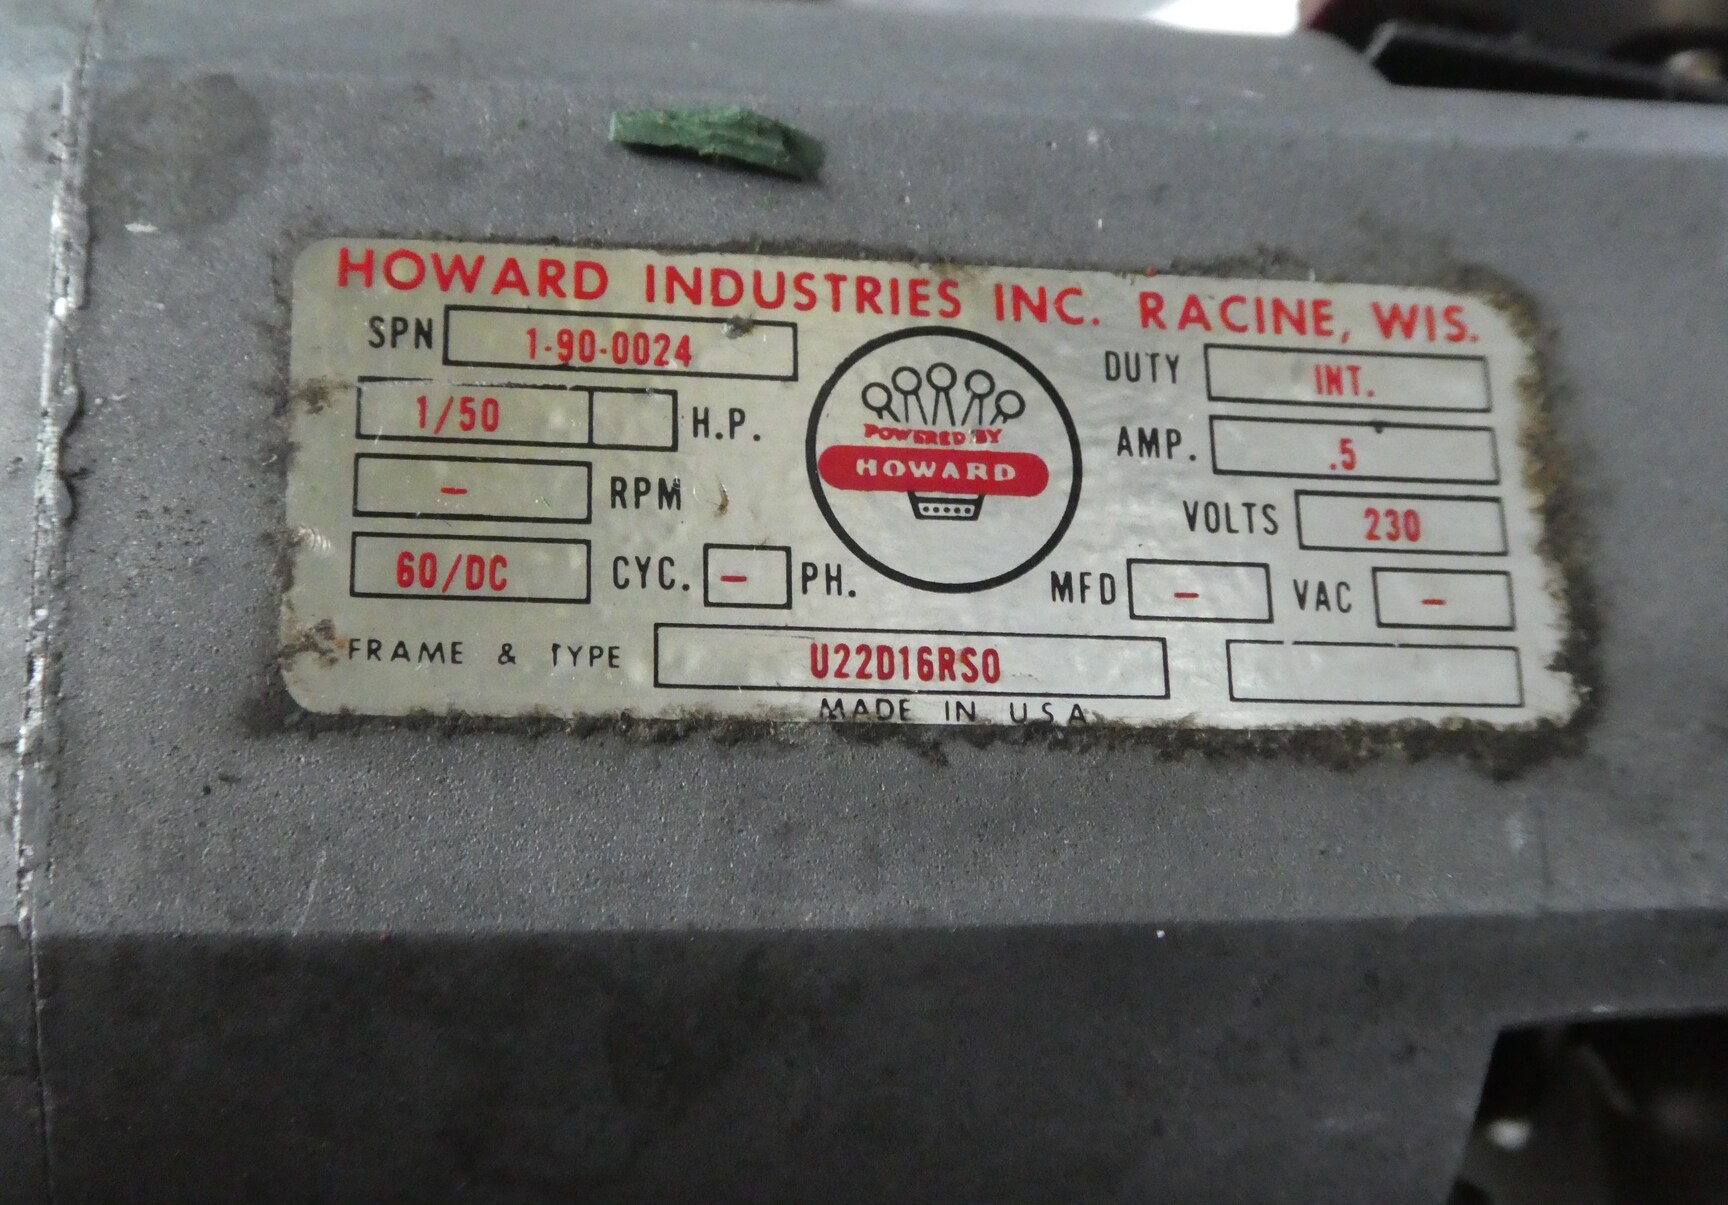 HOWARD INDUSTRIES INC. RACINE, WIS.
SPN 1-90-0024
1/50 H.P.
- RPM
60/DC CYC. - PH.
POWERED BY
HOWARD
DUTY INT.
AMP. .5
VOLTS 230
MFD - VAC -
FRAME & TYPE U22D16RS0
MADE IN USA